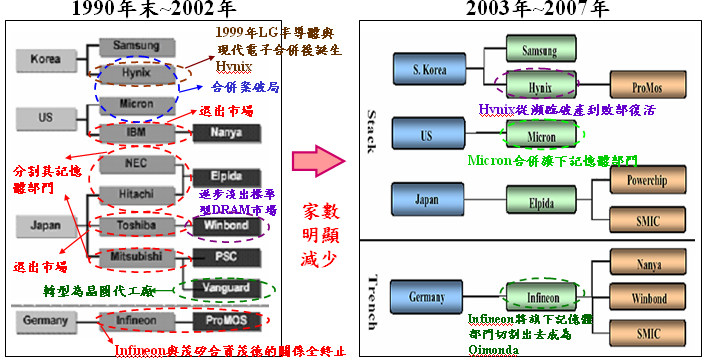 1990年末~2002年
Korea
Samsung
Hynix
1999年LG半導體與
現代電子合併後誕生
Hynix
合併案破局
US
Micron
IBM
退出市場
Nanya
分割其記憶
體部門
NEC
Hitachi
Elpida
逐步淡出標準
型DRAM市場
Japan
Toshiba
Winbond
Mitsubishi
PSC
退出市場
轉型為晶圓代工廠
Vanguard
Germany
Infineon
ProMOS
Infineon與茂矽合資茂德的關係全終止
家數
明顯
減少
2003年~2007年
Stack
S. Korea
Samsung
Hynix
ProMos
Hynix從瀕臨破產到敗部復活
US
Micron
Micron合併旗下記憶體部門
Japan
Elpida
Powerchip
SMIC
Trench
Germany
Infineon
Nanya
Winbond
SMIC
Infineon將旗下記憶體
部門切割出去成為
Qimonda